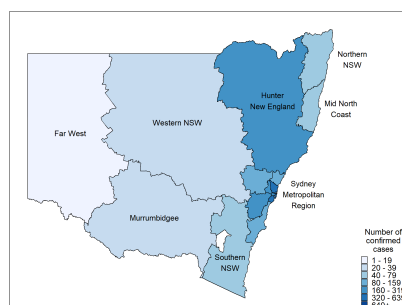 Northern
NSW
Hunter
New England
Mid North
Coast
Western NSW
Far West
Sydney
Metropolitan
Region
Murrumbidgee
Southern
NSW
Number of
confirmed
cases
1 - 19
20 - 39
40 - 79
80 - 159
160 - 319
320 - 639